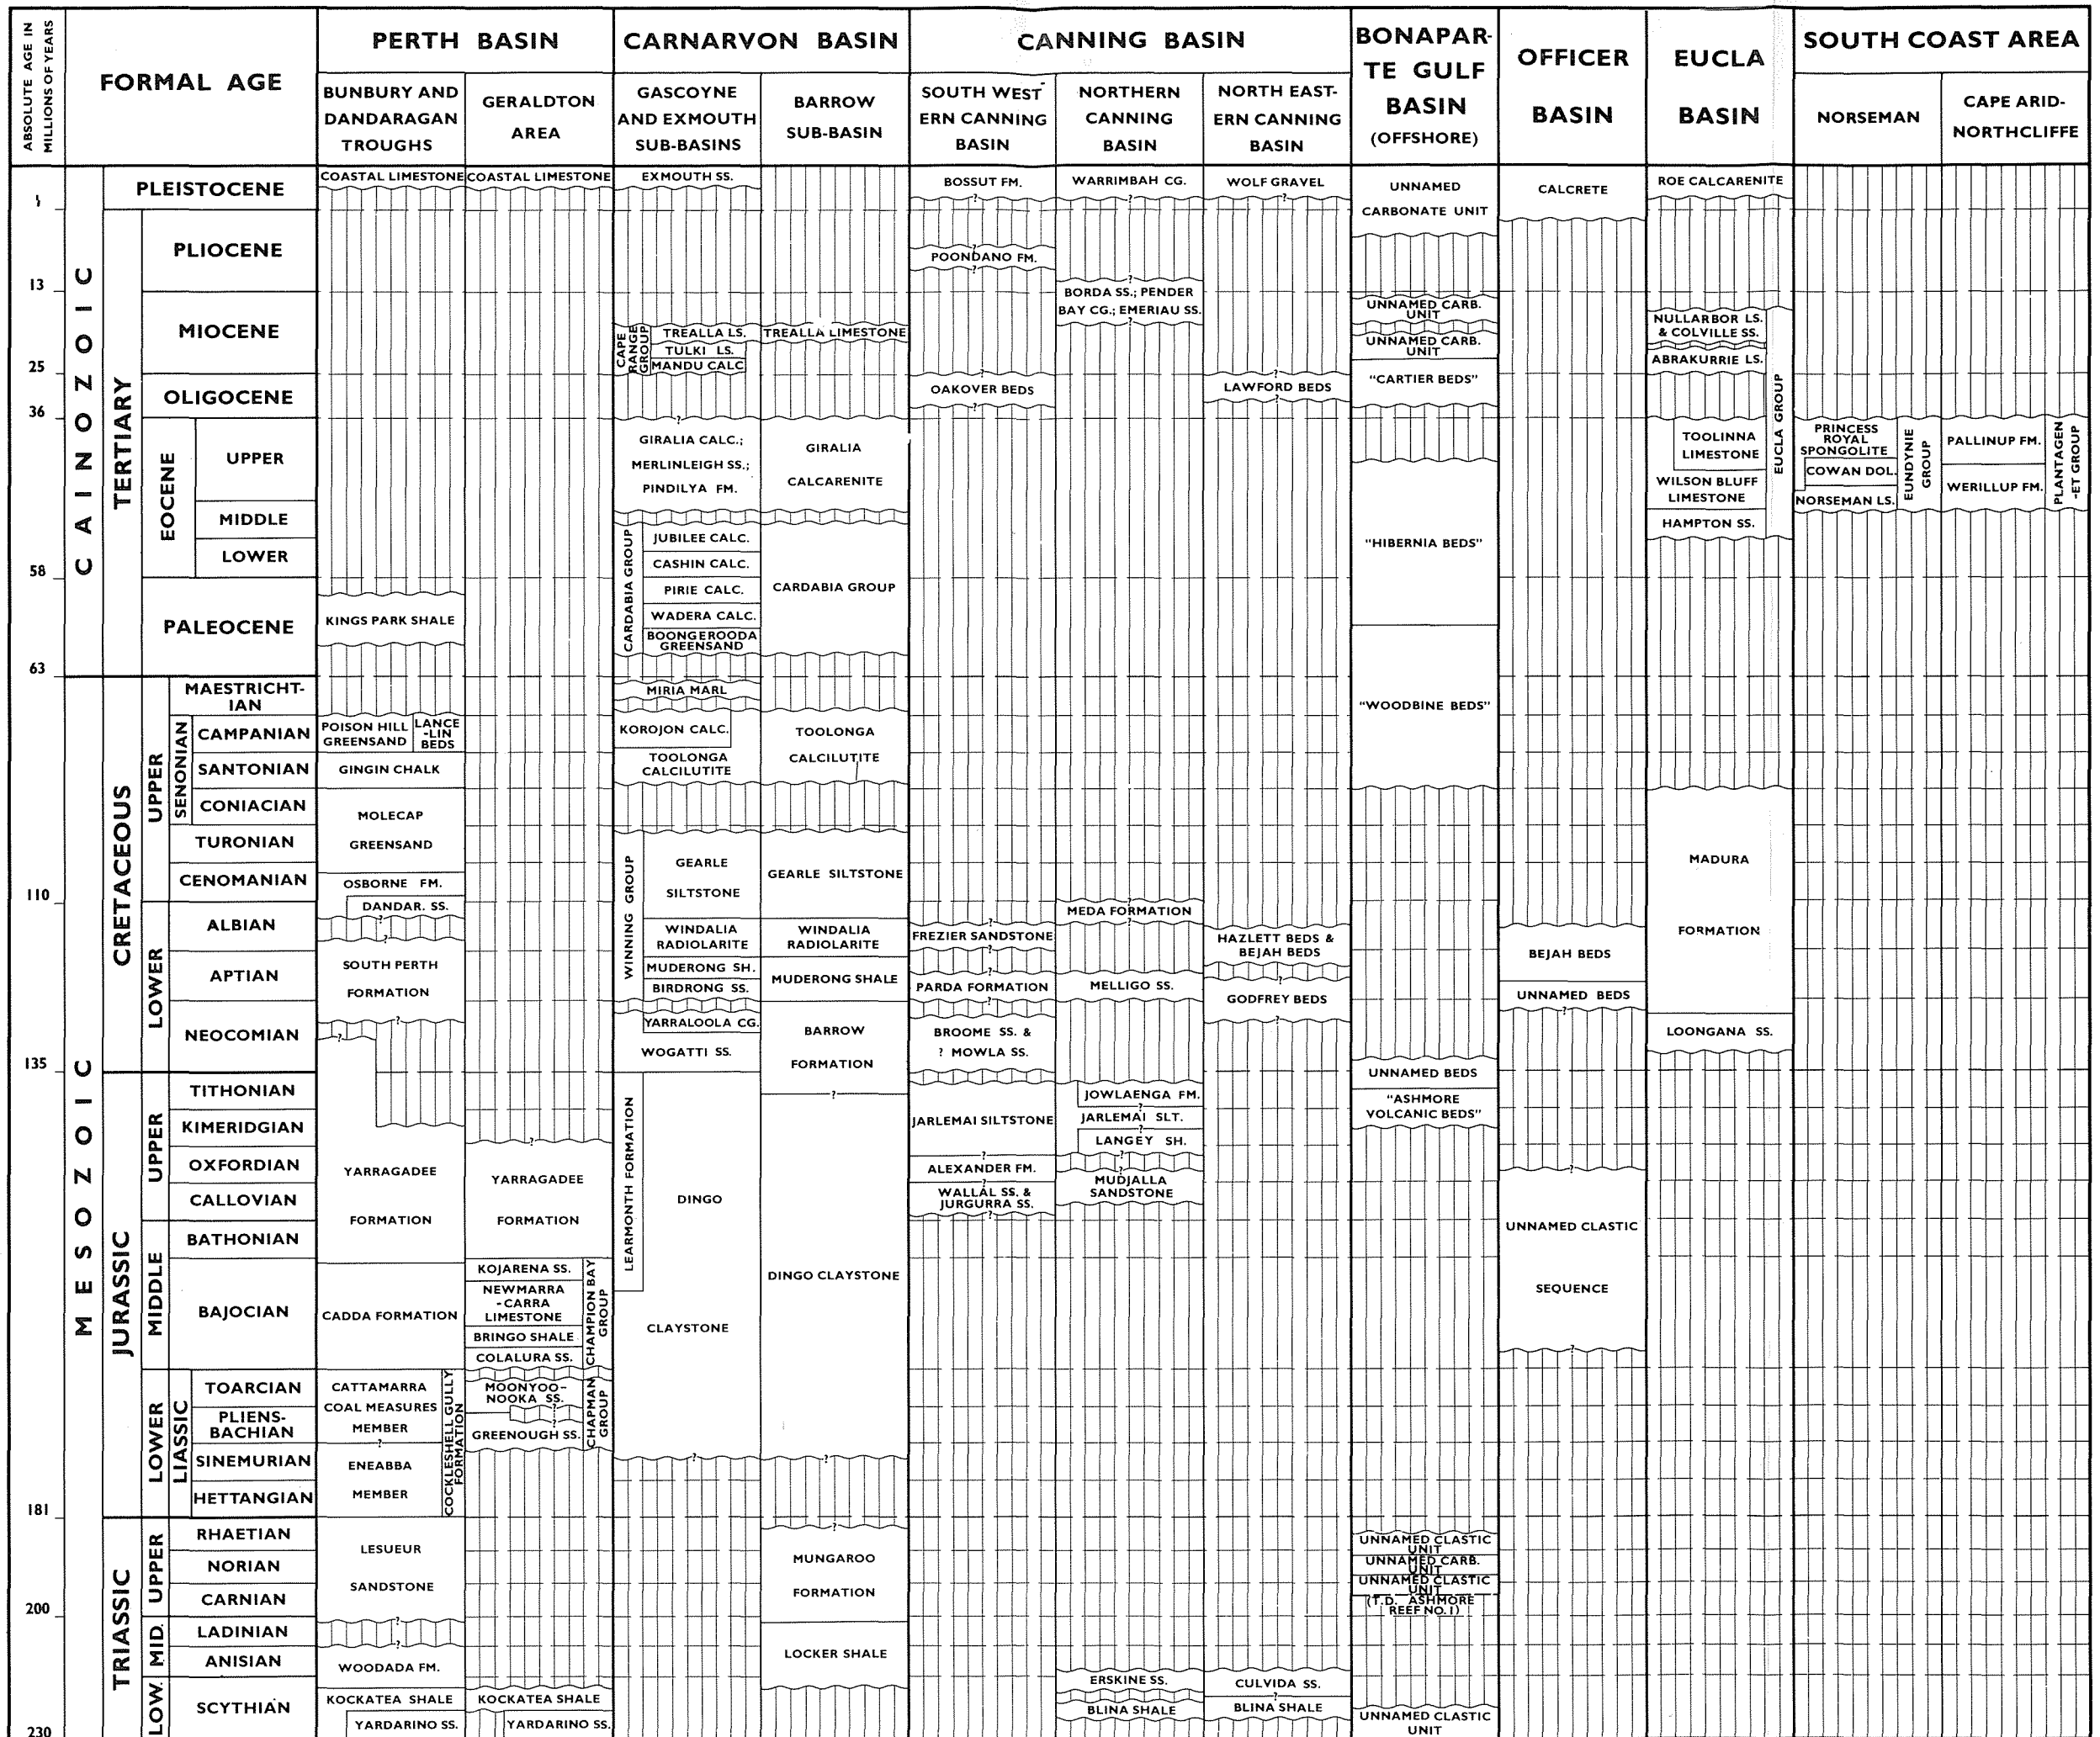 ABSOLUTE AGE IN
MILLIONS OF YEARS
FORMAL AGE
PERTH BASIN
CARNARVON BASIN
CANNING BASIN
BONAPAR-
TE GULF
BASIN
(OFFSHORE)
OFFICER
BASIN
EUCLA
BASIN
SOUTH COAST AREA
BUNBURY AND
DANDARAGAN
TROUGHS
GERALDTON
AREA
GASCOYNE
AND EXMOUTH
SUB-BASINS
BARROW
SUB-BASIN
SOUTH WEST-
ERN CANNING
BASIN
NORTHERN
CANNING
BASIN
NORTH EAST-
ERN CANNING
BASIN
NORSEMAN
CAPE ARID-
NORTHCLIFFE
13
25
36
58
63
110
135
181
200
230
CAINOZOIC
MESOZOIC
TERTIARY
CRETACEOUS
JURASSIC
TRIASSIC
PLEISTOCENE
PLIOCENE
MIOCENE
OLIGOCENE
EOCENE
UPPER
MIDDLE
LOWER
PALEOCENE
UPPER
SENONIAN
MAESTRICHT-
IAN
CAMPANIAN
SANTONIAN
CONIACIAN
TURONIAN
CENOMANIAN
LOWER
ALBIAN
APTIAN
NEOCOMIAN
UPPER
TITHONIAN
KIMERIDGIAN
OXFORDIAN
CALLOVIAN
MIDDLE
BATHONIAN
BAJOCIAN
LOWER
LIASSIC
TOARCIAN
PLIENS-
BACHIAN
SINEMURIAN
HETTANGIAN
UPPER
RHAETIAN
NORIAN
CARNIAN
MID.
LADINIAN
ANISIAN
LOW.
SCYTHIAN
COASTAL LIMESTONE
KINGS PARK SHALE
POISON HILL
GREENSAND
LANCE
-LIN
BEDS
GINGIN CHALK
MOLECAP
GREENSAND
OSBORNE FM.
DANDAR. SS.
?
?
SOUTH PERTH
FORMATION
?
?
YARRAGADEE
FORMATION
CADDA FORMATION
CATTAMARRA
COAL MEASURES
MEMBER
?
ENEABBA
MEMBER
COCKLESHELL GULLY
FORMATION
LESUEUR
SANDSTONE
?
?
WOODADA FM.
KOCKATEA SHALE
YARDARINO SS.
COASTAL LIMESTONE
?
YARRAGADEE
FORMATION
KOJARENA SS.
NEWMARRA
-CARRA
LIMESTONE
BRINGO SHALE
COLALURA SS.
CHAMPION BAY
GROUP
MOONYOO-
NOOKA SS.
?
?
GREENOUGH SS.
CHAPMAN
GROUP
KOCKATEA SHALE
YARDARINO SS.
EXMOUTH SS.
CAPE
RANGE
GROUP
TREALLA LS.
TULKI LS.
MANDU CALC
?
GIRALIA CALC.;
MERLINLEIGH SS.;
PINDILYA FM.
CARDABIA GROUP
JUBILEE CALC.
CASHIN CALC.
PIRIE CALC.
WADERA CALC.
BOONGEROODA
GREENSAND
MIRIA MARL
KOROJON CALC.
TOOLONGA
CALCILUTITE
WINNING GROUP
GEARLE
SILTSTONE
WINDALIA
RADIOLARITE
MUDERONG SH.
BIRDRONG SS.
YARRALOOLA CG.
WOGATTI SS.
LEARMONTH FORMATION
DINGO
CLAYSTONE
?
TREALLA LIMESTONE
GIRALIA
CALCARENITE
CARDABIA GROUP
TOOLONGA
CALCILUTITE
GEARLE SILTSTONE
WINDALIA
RADIOLARITE
MUDERONG SHALE
BARROW
FORMATION
?
DINGO CLAYSTONE
?
?
MUNGAROO
FORMATION
LOCKER SHALE
BOSSUT FM.
?
?
POONDANO FM.
?
?
OAKOVER BEDS
?
?
FREZIER SANDSTONE
?
?
PARDA FORMATION
?
BROOME SS. &
? MOWLA SS.
JARLEMAI SILTSTONE
?
ALEXANDER FM.
?
WALLAL SS. &
JURGURRA SS.
?
WARRIMBAH CG.
?
?
BORDA SS.; PENDER
BAY CG.; EMERIAU SS.
?
MEDA FORMATION
?
MELLIGO SS.
JOWLAENGA FM.
?
JARLEMAI SLT.
?
LANGEY SH.
?
?
MUDJALLA
SANDSTONE
ERSKINE SS.
BLINA SHALE
WOLF GRAVEL
?
?
LAWFORD BEDS
?
HAZLETT BEDS &
BEJAH BEDS
?
GODFREY BEDS
?
CULVIDA SS.
?
BLINA SHALE
UNNAMED
CARBONATE UNIT
UNNAMED CARB.
UNIT
UNNAMED CARB.
UNIT
"CARTIER BEDS"
"HIBERNIA BEDS"
"WOODBINE BEDS"
UNNAMED BEDS
"ASHMORE
VOLCANIC BEDS"
UNNAMED CLASTIC
UNIT
UNNAMED CARB.
UNIT
UNNAMED CLASTIC
UNIT
(T.D. ASHMORE
REEF NO. 1)
UNNAMED CLASTIC
UNIT
CALCRETE
BEJAH BEDS
UNNAMED BEDS
?
?
UNNAMED CLASTIC
SEQUENCE
?
ROE CALCARENITE
NULLARBOR LS.
& COLVILLE SS.
ABRAKURRIE LS.
TOOLINNA
LIMESTONE
WILSON BLUFF
LIMESTONE
HAMPTON SS.
EUCLA GROUP
MADURA
FORMATION
LOONGANA SS.
PRINCESS
ROYAL
SPONGOLITE
COWAN DOL.
NORSEMAN LS.
EUNDYNIE
GROUP
PALLINUP FM.
WERILLUP FM.
PLANTAGEN
-ET GROUP